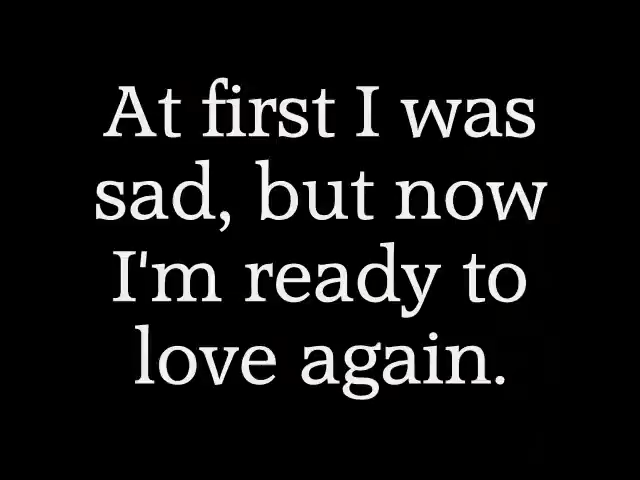 At first I was
sad, but now
I'm ready to
love again.